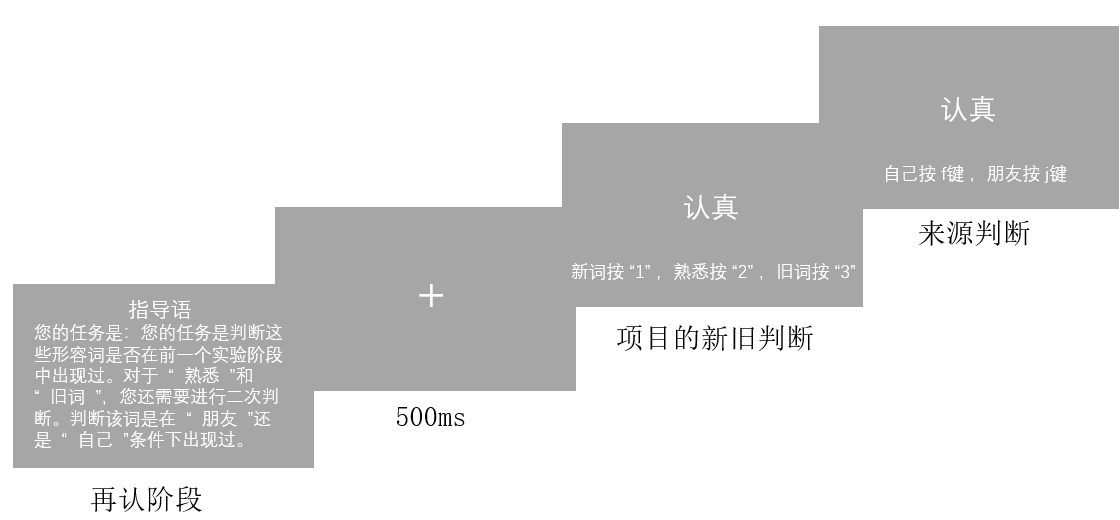 指导语
您的任务是：您的任务是判断这
些形容词是否在前一个实验阶段
中出现过。对于“ 熟悉 ”和
“ 旧词 ”，您还需要进行二次判
断。判断该词是在“ 朋友 ”还
是“ 自己 ”条件下出现过。
再认阶段
+
500ms
认真
新词按 “1”， 熟悉按 “2”， 旧词按 “3”
项目的新旧判断
认真
自己按 f键， 朋友按 j键
来源判断